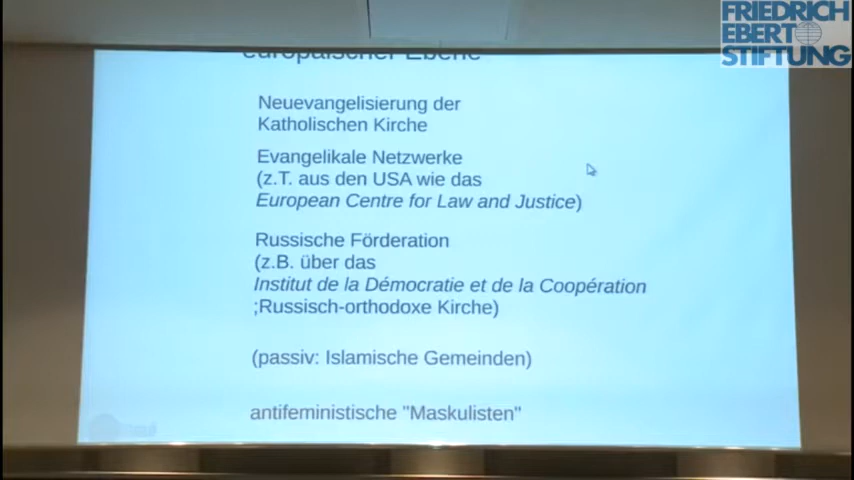 FRIEDRICH
EBERT
STIFTUNG
europäischer Ebene
Neuevangelisierung der
Katholischen Kirche
Evangelikale Netzwerke
(z.T. aus den USA wie das
European Centre for Law and Justice)
Russische Förderation
(z.B. über das
Institut de la Démocratie et de la Coopération
;Russisch-orthodoxe Kirche)
(passiv: Islamische Gemeinden)
antifeministische "Maskulisten"